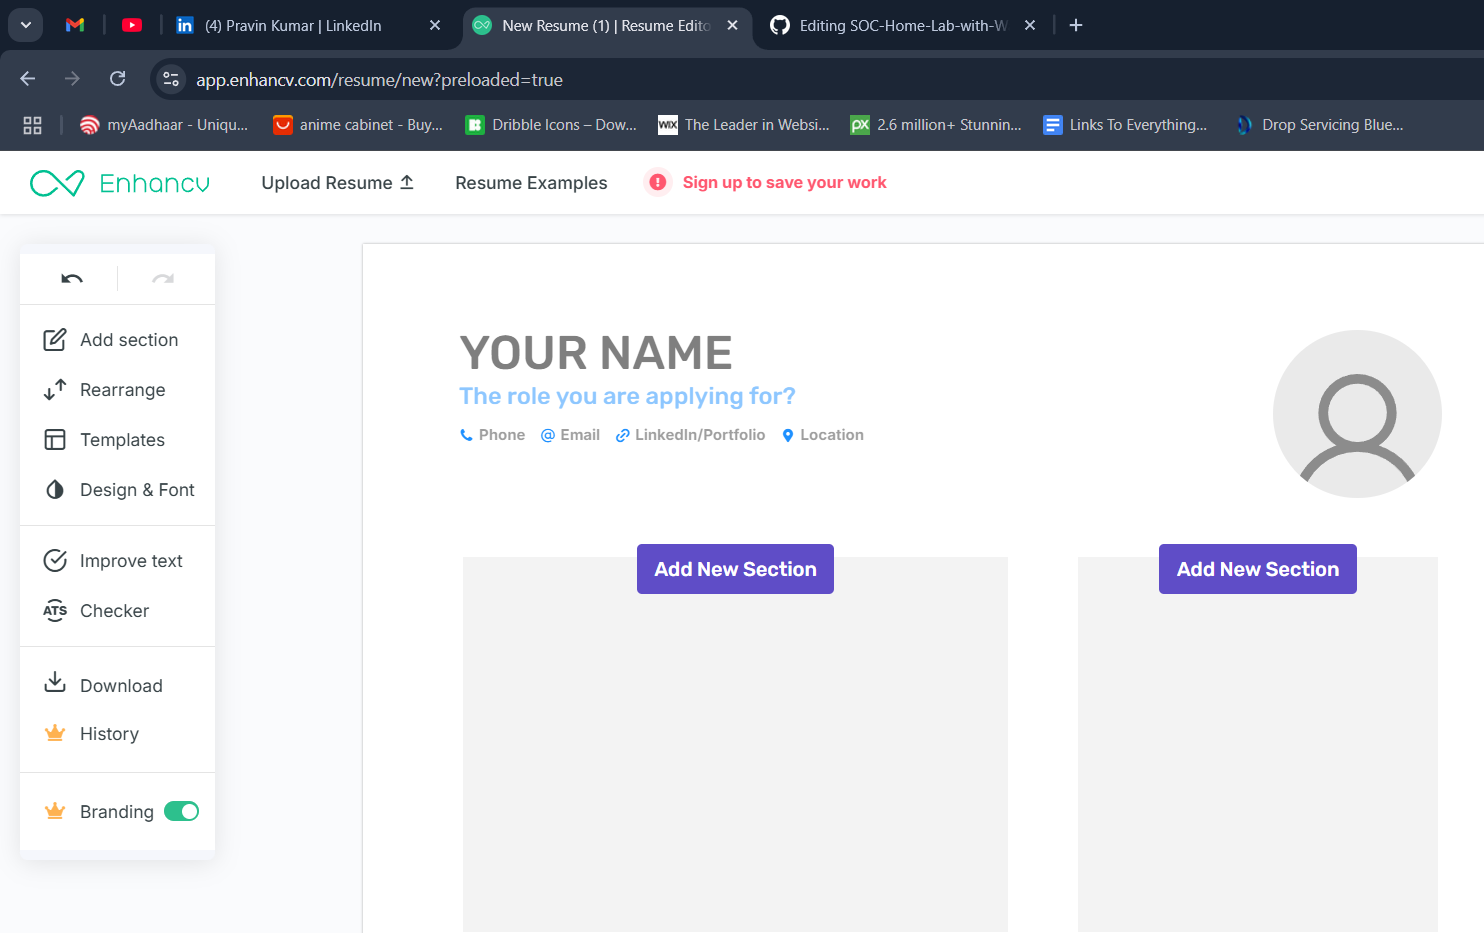 (4) Pravin Kumar | LinkedIn
New Resume (1) | Resume Edito
Editing SOC-Home-Lab-with-W
app.enhancv.com/resume/new?preloaded=true
myAadhaar - Uniqu...
anime cabinet - Buy...
Dribble Icons – Dow...
WIX The Leader in Websi...
px 2.6 million+ Stunnin...
Links To Everything...
Drop Servicing Blue...
Enhancv
Upload Resume
Resume Examples
Sign up to save your work
Add section
Rearrange
Templates
Design & Font
Improve text
ATS Checker
Download
History
Branding
YOUR NAME
The role you are applying for?
Phone @ Email LinkedIn/Portfolio Location
Add New Section
Add New Section